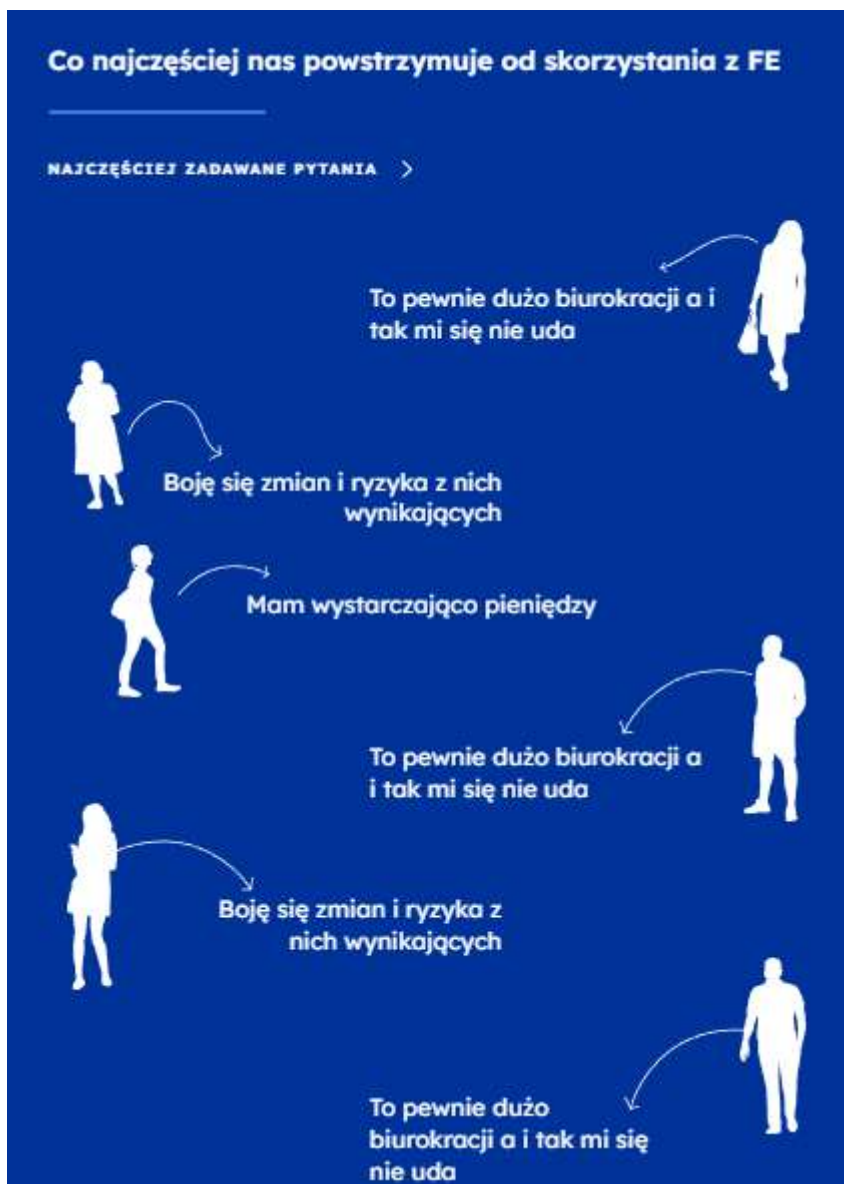 Co najczęściej nas powstrzymuje od skorzystania z FE
NAJCZĘŚCIEJ ZADAWANE PYTANIA
To pewnie dużo biurokracji a i
tak mi się nie uda
Boję się zmian i ryzyka z nich
wynikających
Mam wystarczająco pieniędzy
To pewnie dużo biurokracji a
i tak mi się nie uda
Boję się zmian i ryzyka z
nich wynikających
To pewnie dużo
biurokracji a i tak mi się
nie uda